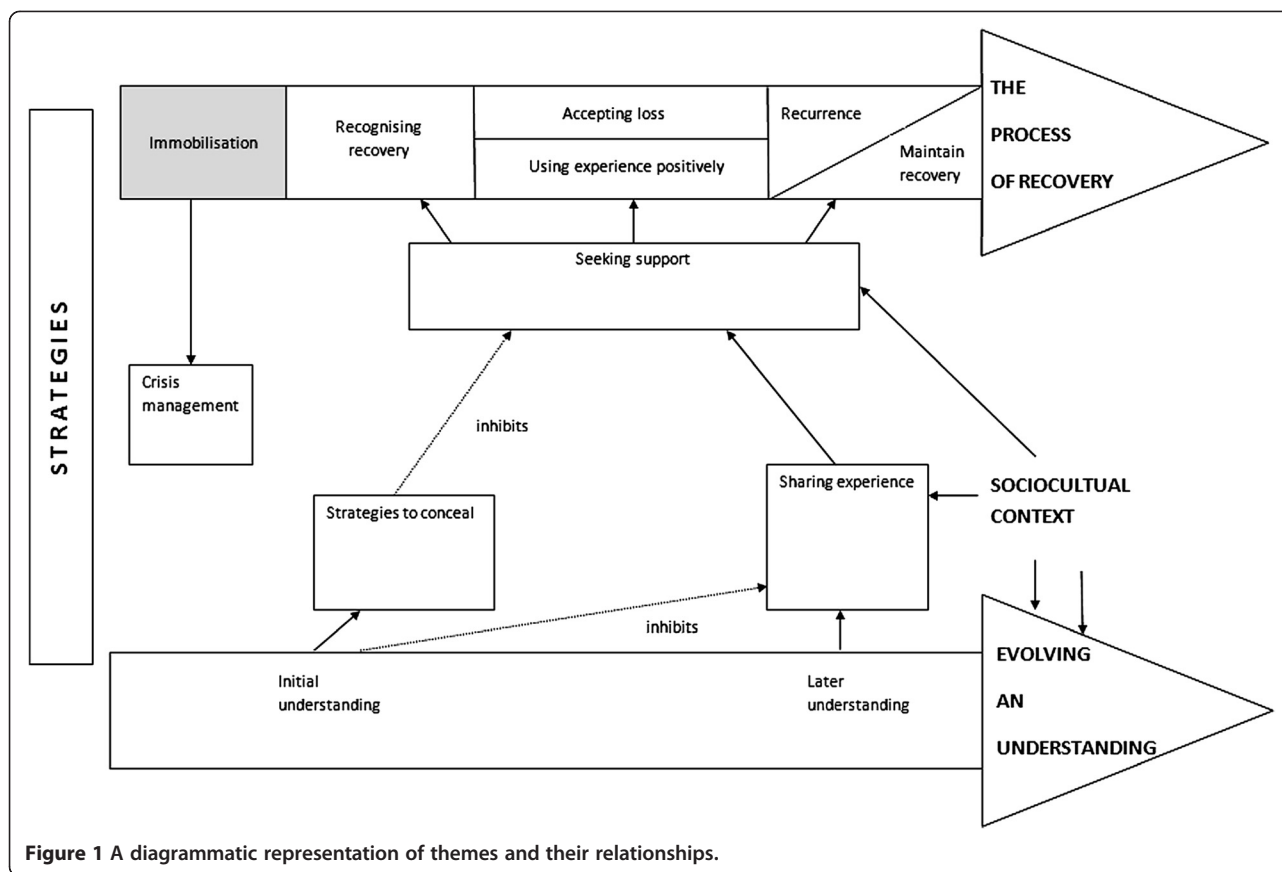 THE
PROCESS
OF RECOVERY
Immobilisation
Recognising
recovery
Accepting loss
Using experience positively
Recurrence
Maintain
recovery
Seeking support
STRATEGIES
Crisis
management
inhibits
Strategies to conceal
Sharing experience
SOCIOCULTUAL
CONTEXT
inhibits
Initial
understanding
Later
understanding
EVOLVING
AN
UNDERSTANDING
Figure 1 A diagrammatic representation of themes and their relationships.